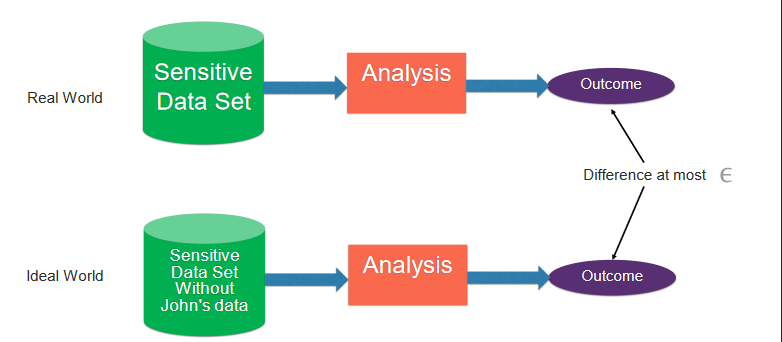 Real World
Sensitive
Data Set
Analysis
Outcome
Difference at most ϵ
Ideal World
Sensitive
Data Set
Without
John's data
Analysis
Outcome